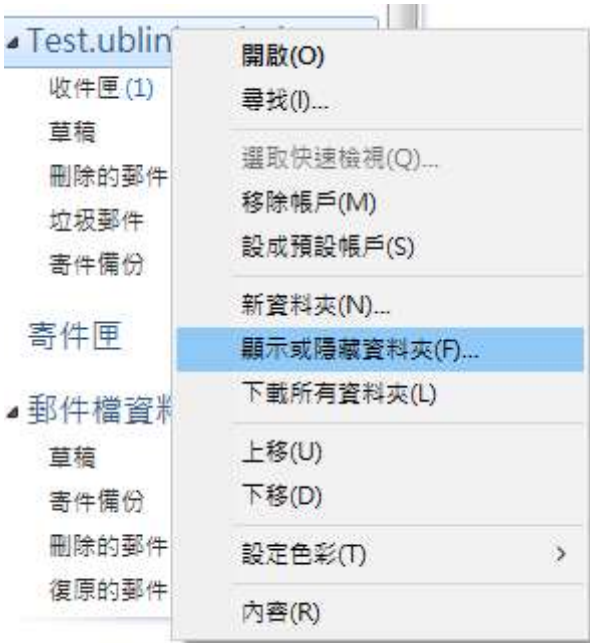 Test.ublin
收件匣 (1)
草稿
刪除的郵件
垃圾郵件
寄件備份
寄件匣
郵件檔資料
草稿
寄件備份
刪除的郵件
復原的郵件
開啟(O)
尋找(I)...
選取快速檢視(Q)...
移除帳戶(M)
設成預設帳戶(S)
新資料夾(N)...
顯示或隱藏資料夾(F)...
下載所有資料夾(L)
上移(U)
下移(D)
設定色彩(T)
內容(R)